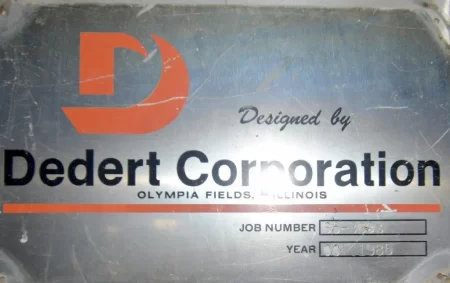 D
Designed by
Dedert Corporation
OLYMPIA FIELDS, ILLINOIS
JOB NUMBER
YEAR